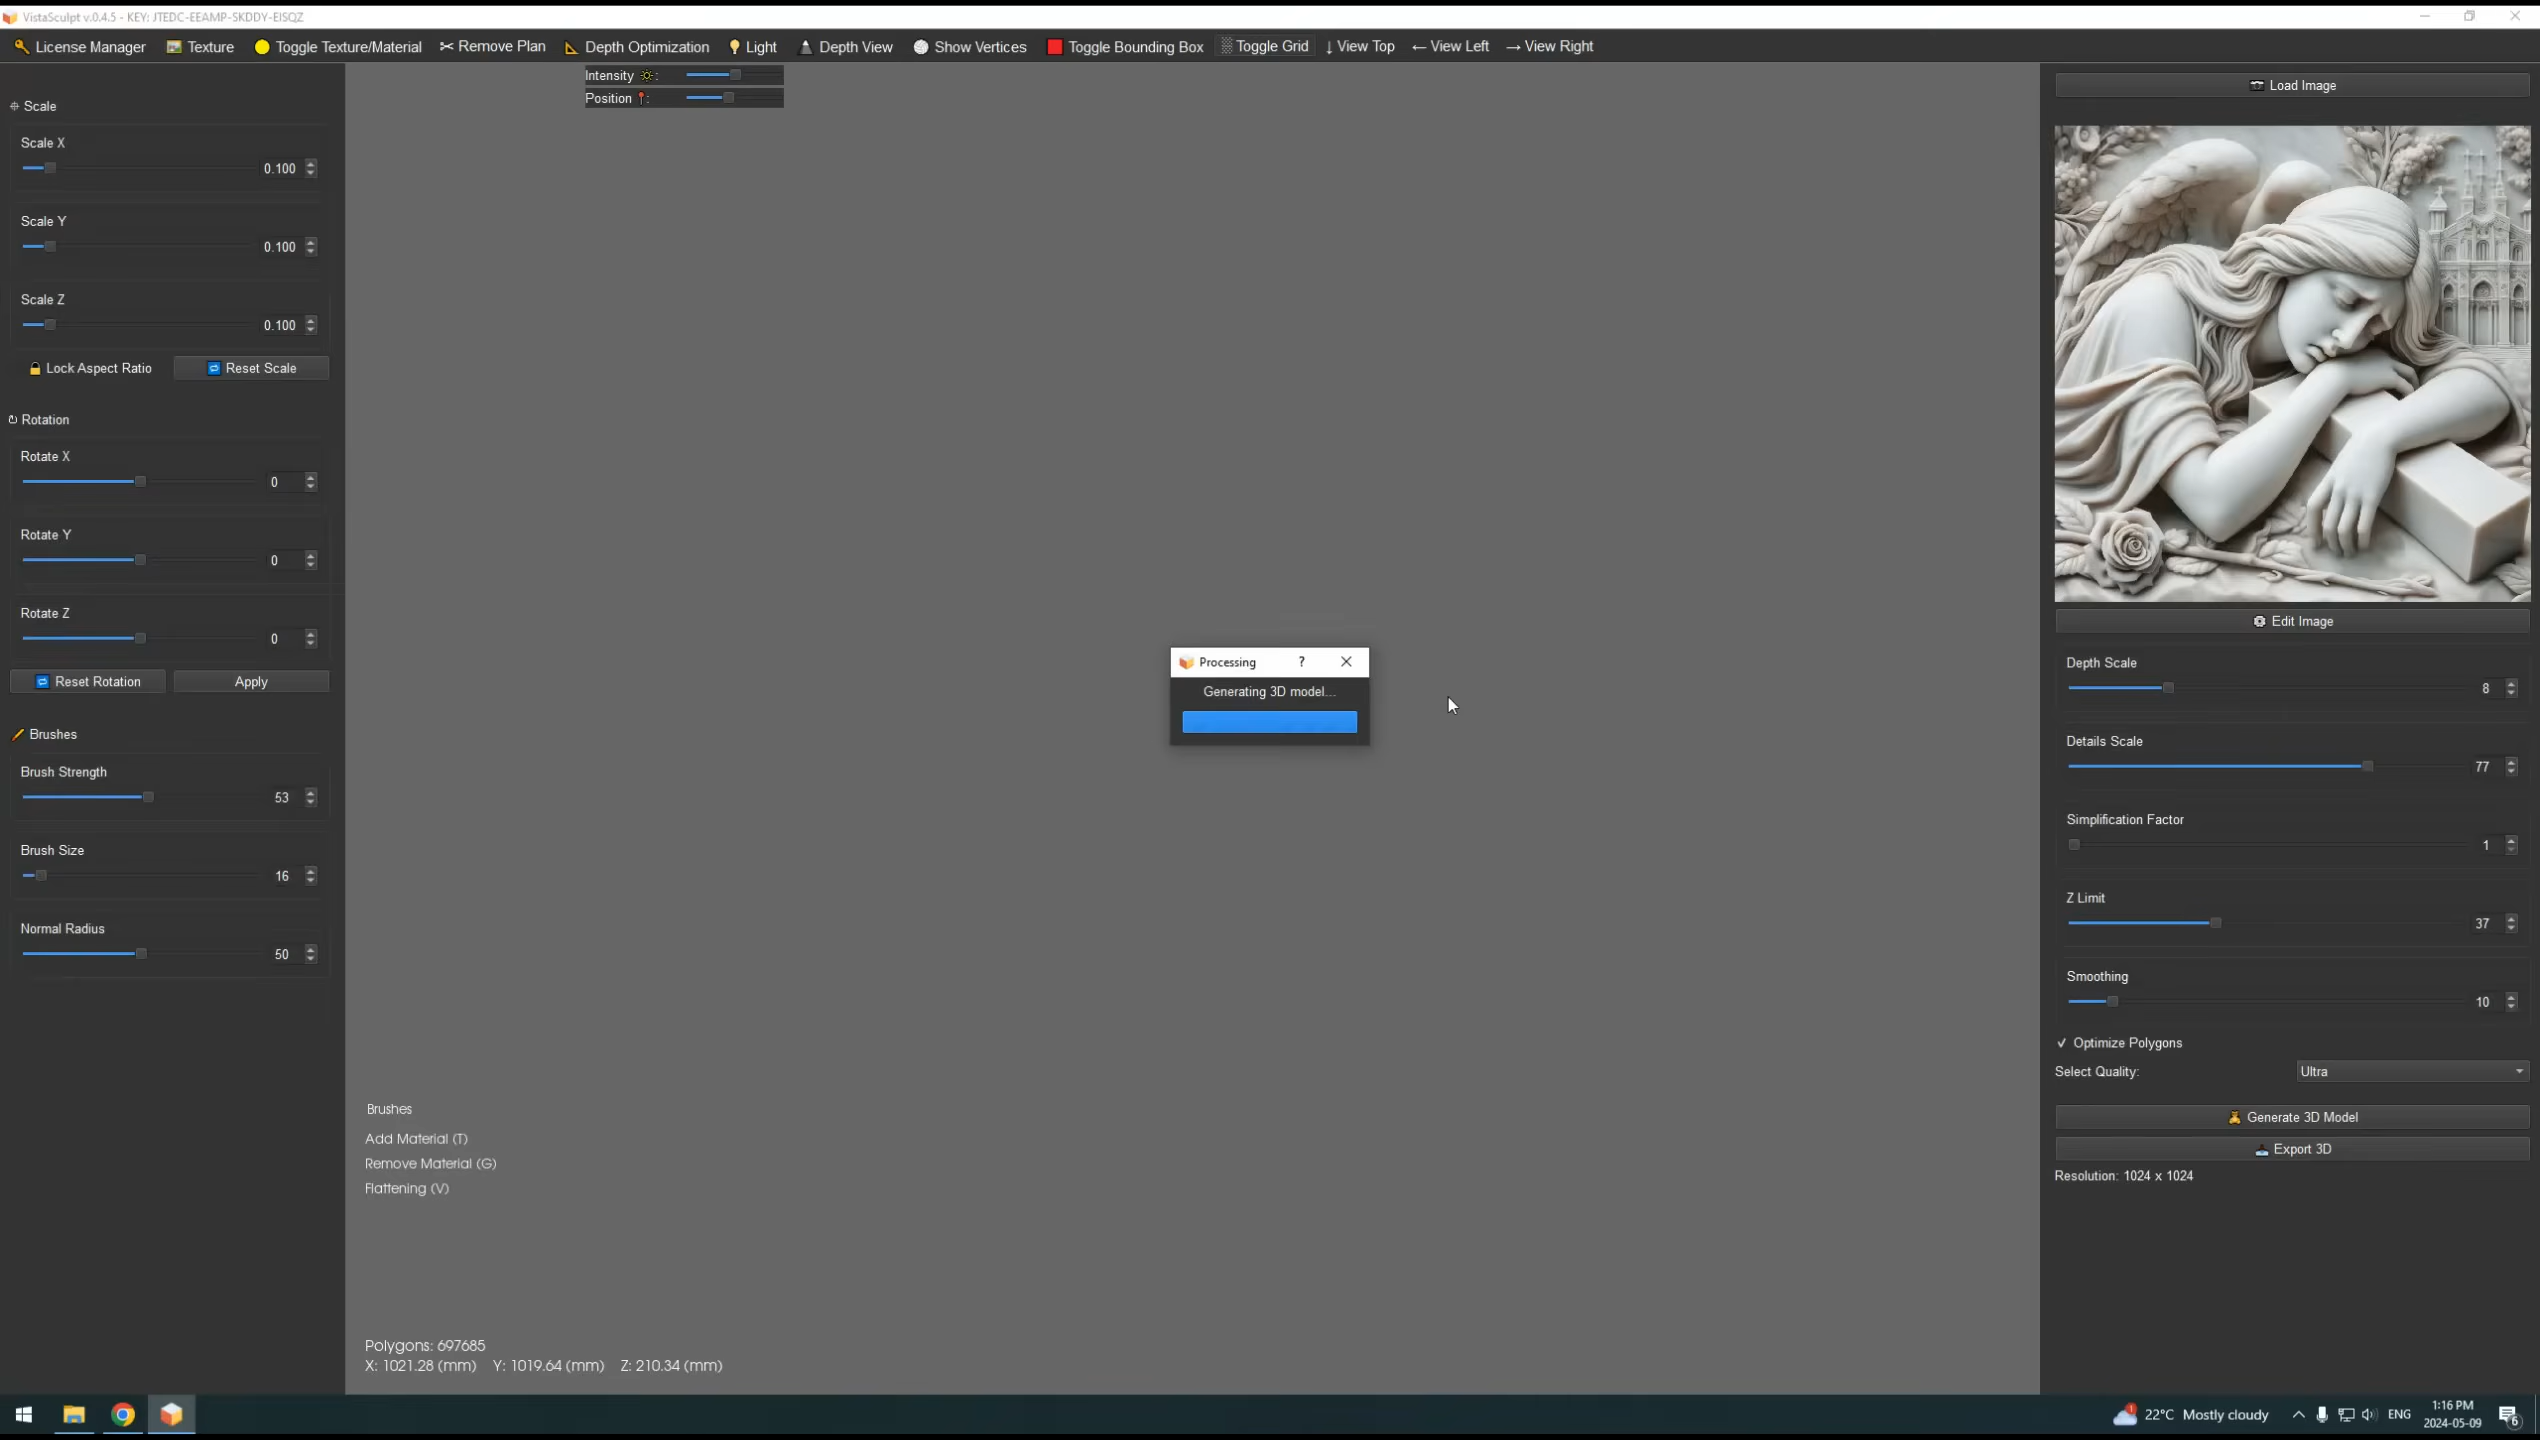 VistaSculpt v.0.4.5 - KEY: JTEDC-EEAMP-SKDDY-EISQZ
License Manager Texture Toggle Texture/Material Remove Plan Depth Optimization Light Depth View Show Vertices Toggle Bounding Box Toggle Grid ↓ View Top ← View Left → View Right
Intensity :
Position :
Scale
Scale X
0.100
Scale Y
0.100
Scale Z
0.100
Lock Aspect Ratio Reset Scale
Rotation
Rotate X
0
Rotate Y
0
Rotate Z
0
Reset Rotation Apply
Brushes
Brush Strength
53
Brush Size
16
Normal Radius
50
Processing ?
Generating 3D model...
Brushes
Add Material (T)
Remove Material (G)
Flattening (V)
Polygons: 697685
X: 1021.28 (mm) Y: 1019.64 (mm) Z: 210.34 (mm)
Load Image
Edit Image
Depth Scale
8
Details Scale
77
Simplification Factor
1
Z Limit
37
Smoothing
10
Optimize Polygons
Select Quality: Ultra
Generate 3D Model
Export 3D
Resolution: 1024 x 1024
1 22°C Mostly cloudy ENG
1:16 PM
2024-05-09
6